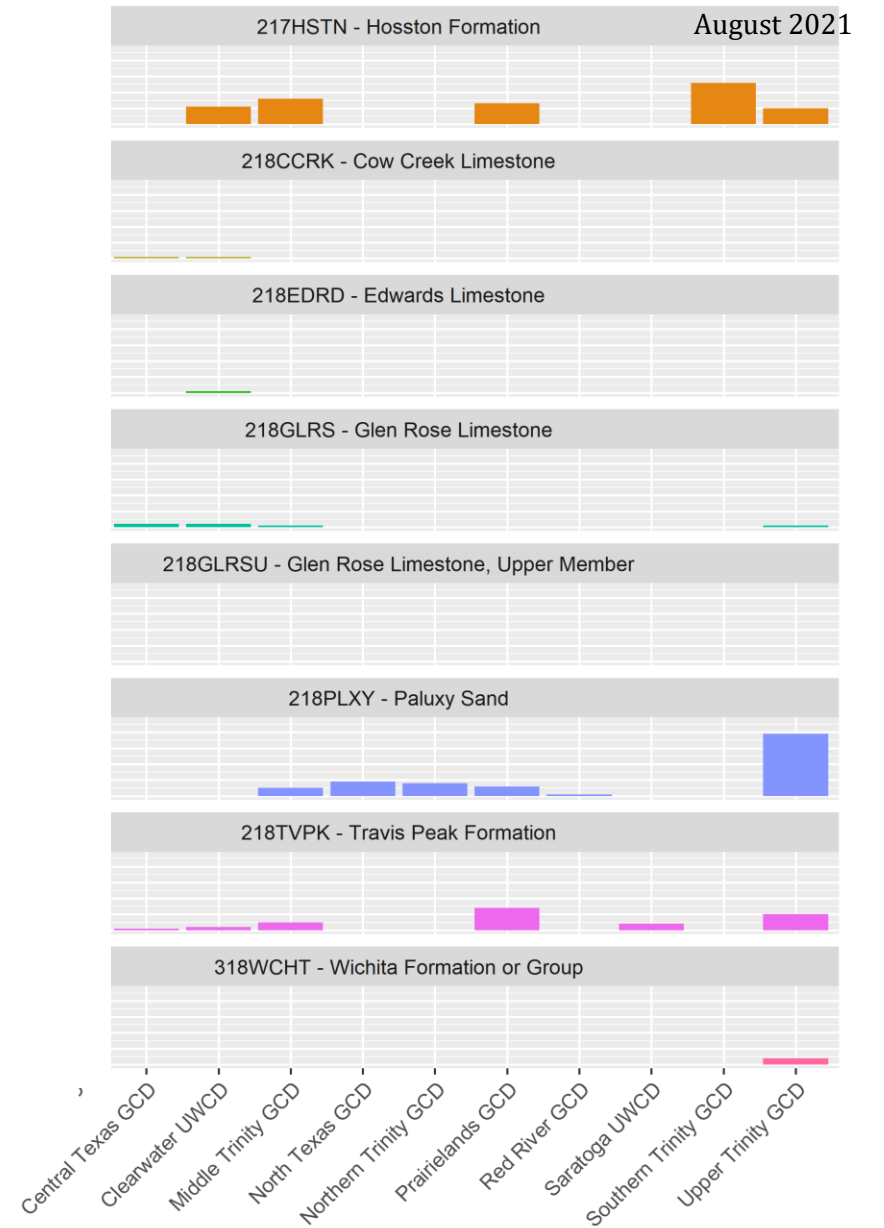 August 2021
217HSTN - Hosston Formation
218CCRK - Cow Creek Limestone
218EDRD - Edwards Limestone
218GLRS - Glen Rose Limestone
218GLRSU - Glen Rose Limestone, Upper Member
218PLXY - Paluxy Sand
218TVPK - Travis Peak Formation
318WCHT - Wichita Formation or Group
Central Texas GCD
Clearwater UWCD
Middle Trinity GCD
North Texas GCD
Northern Trinity GCD
Prairielands GCD
Red River GCD
Saratoga UWCD
Southern Trinity GCD
Upper Trinity GCD